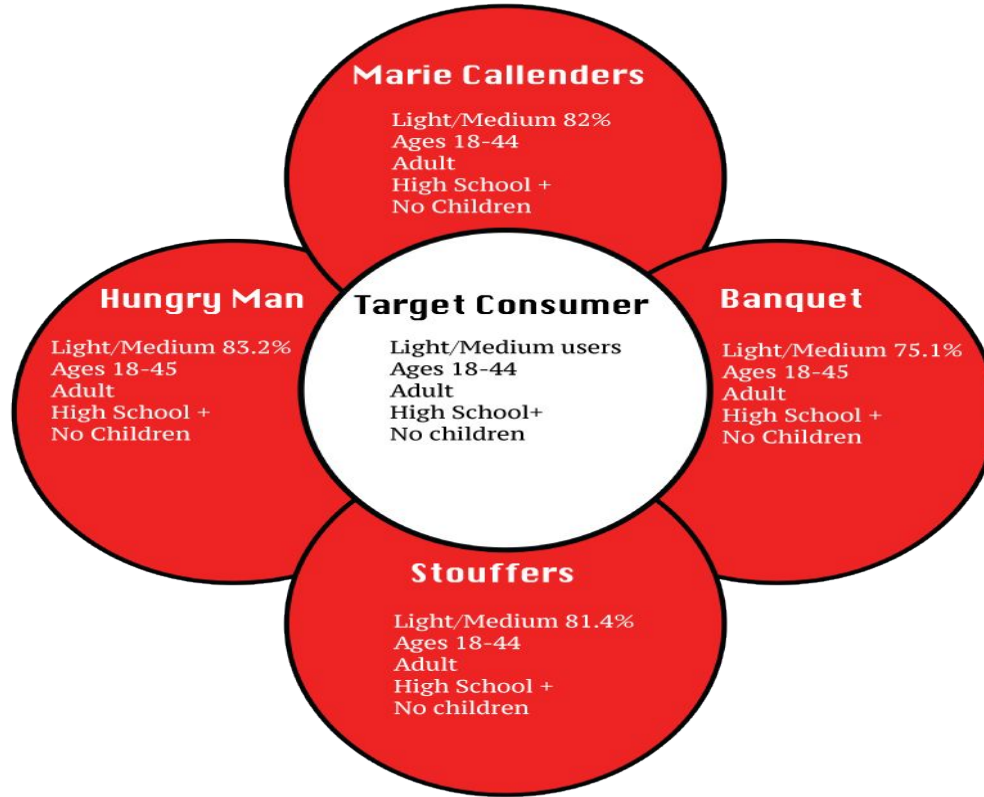 Marie Callenders
Light/Medium 82%
Ages 18-44
Adult
High School +
No Children
Hungry Man
Light/Medium 83.2%
Ages 18-45
Adult
High School +
No Children
Target Consumer
Light/Medium users
Ages 18-44
Adult
High School+
No children
Banquet
Light/Medium 75.1%
Ages 18-45
Adult
High School +
No Children
Stouffers
Light/Medium 81.4%
Ages 18-44
Adult
High School +
No children